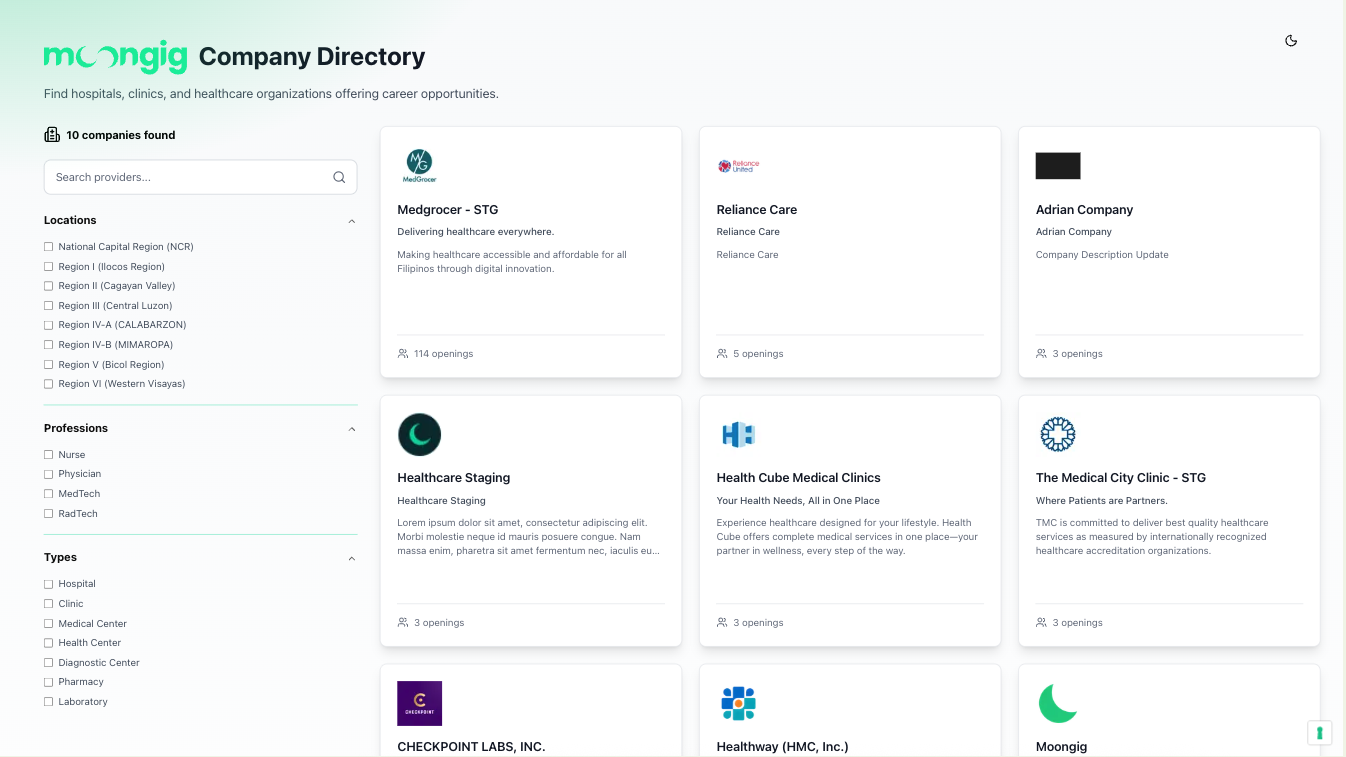 moongig Company Directory
Find hospitals, clinics, and healthcare organizations offering career opportunities.
10 companies found
Search providers...
Locations
National Capital Region (NCR)
Region I (Ilocos Region)
Region II (Cagayan Valley)
Region III (Central Luzon)
Region IV-A (CALABARZON)
Region IV-B (MIMAROPA)
Region V (Bicol Region)
Region VI (Western Visayas)
Professions
Nurse
Physician
MedTech
RadTech
Types
Hospital
Clinic
Medical Center
Health Center
Diagnostic Center
Pharmacy
Laboratory
M/G
MedGrocer
Medgrocer - STG
Delivering healthcare everywhere.
Making healthcare accessible and affordable for all
Filipinos through digital innovation.
114 openings
Reliance
United
Reliance Care
Reliance Care
Reliance Care
5 openings
Adrian Company
Adrian Company
Company Description Update
3 openings
Healthcare Staging
Healthcare Staging
Lorem ipsum dolor sit amet, consectetur adipiscing elit.
Morbi molestie neque id mauris posuere congue. Nam
massa enim, pharetra sit amet fermentum nec, iaculis eu...
3 openings
Health Cube Medical Clinics
Your Health Needs, All in One Place
Experience healthcare designed for your lifestyle. Health
Cube offers complete medical services in one place—your
partner in wellness, every step of the way.
3 openings
The Medical City Clinic - STG
Where Patients are Partners.
TMC is committed to deliver best quality healthcare
services as measured by internationally recognized
healthcare accreditation organizations.
3 openings
CHECKPOINT
CHECKPOINT LABS, INC.
Healthway (HMC, Inc.)
Moongig